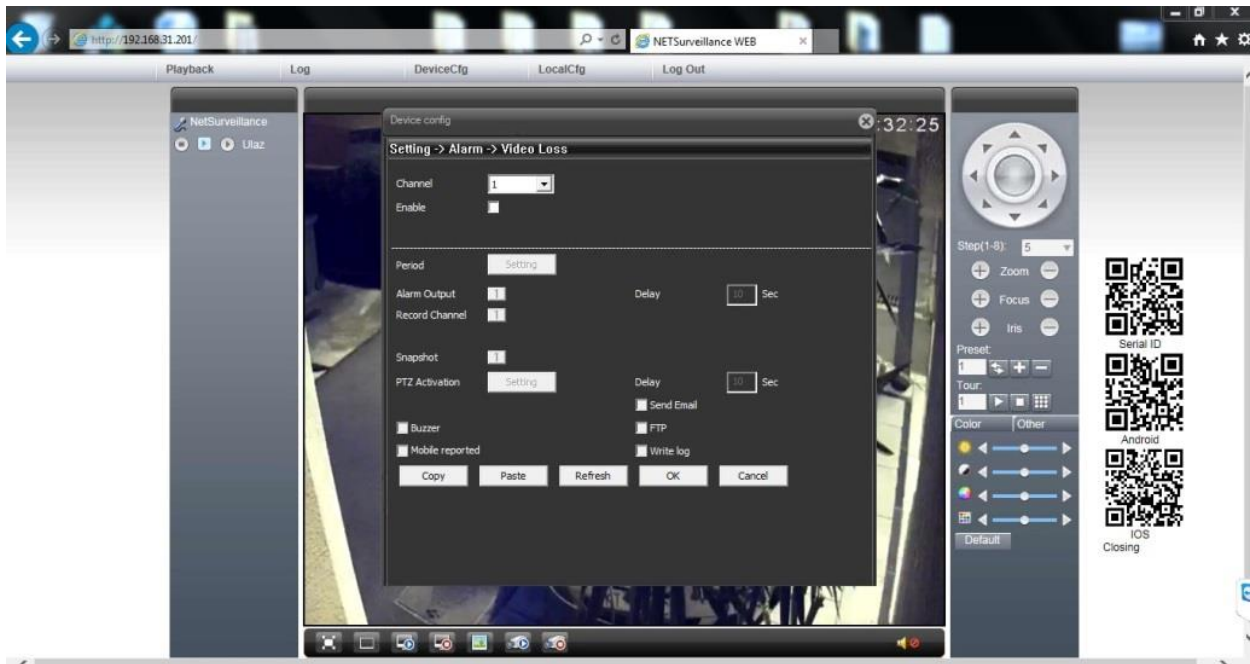 http://192.168.31.201/
NETSurveillance WEB
Playback Log DeviceCfg LocalCfg Log Out
NetSurveillance
Ulaz
Device config
:32:25
Setting -> Alarm -> Video Loss
Channel 1
Enable
Period Setting
Alarm Output 1 Delay 10 Sec
Record Channel 1
Snapshot 1
PTZ Activation Setting Delay 10 Sec
Send Email
Buzzer FTP
Mobile reported Write log
Copy Paste Refresh OK Cancel
Step(1-8): 5
Zoom
Focus
Iris
Preset:
1
Tour:
1
Color Other
Default
Serial ID
Android
IOS
Closing